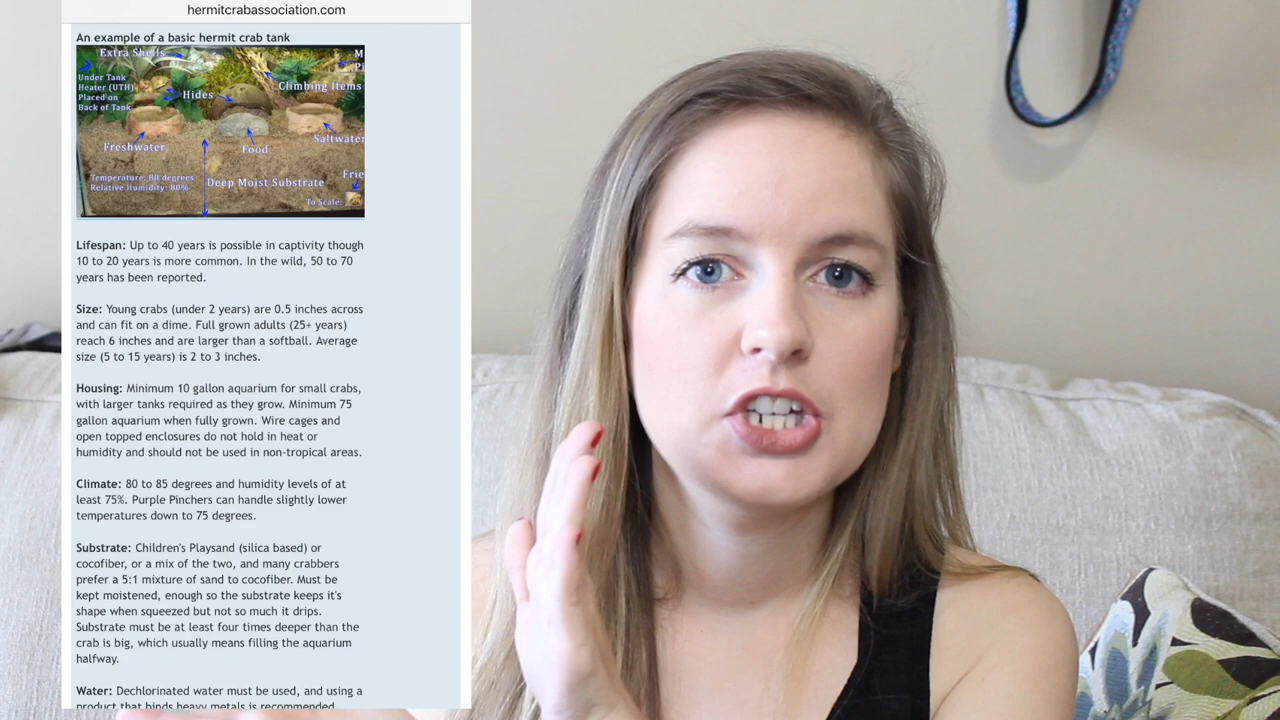 hermitcrabassociation.com
An example of a basic hermit crab tank
Extra Shells
M
Under Tank
Pi
Heater (UTH)
Climbing Items
Placed on
Hides
Back of Tank
Saltwater
Freshwater
Food
Frie
Temperature: 80 degrees
Deep Moist Substrate
Relative Humidity: 80%
To Scale:
Lifespan: Up to 40 years is possible in captivity though
10 to 20 years is more common. In the wild, 50 to 70
years has been reported.
Size: Young crabs (under 2 years) are 0.5 inches across
and can fit on a dime. Full grown adults (25+ years)
reach 6 inches and are larger than a softball. Average
size (5 to 15 years) is 2 to 3 inches.
Housing: Minimum 10 gallon aquarium for small crabs,
with larger tanks required as they grow. Minimum 75
gallon aquarium when fully grown. Wire cages and
open topped enclosures do not hold in heat or
humidity and should not be used in non-tropical areas.
Climate: 80 to 85 degrees and humidity levels of at
least 75%. Purple Pinchers can handle slightly lower
temperatures down to 75 degrees.
Substrate: Children's Playsand (silica based) or
cocofiber, or a mix of the two, and many crabbers
prefer a 5:1 mixture of sand to cocofiber. Must be
kept moistened, enough so the substrate keeps it's
shape when squeezed but not so much it drips.
Substrate must be at least four times deeper than the
crab is big, which usually means filling the aquarium
halfway.
Water: Dechlorinated water must be used, and using a
product that binds heavy metals is recommended